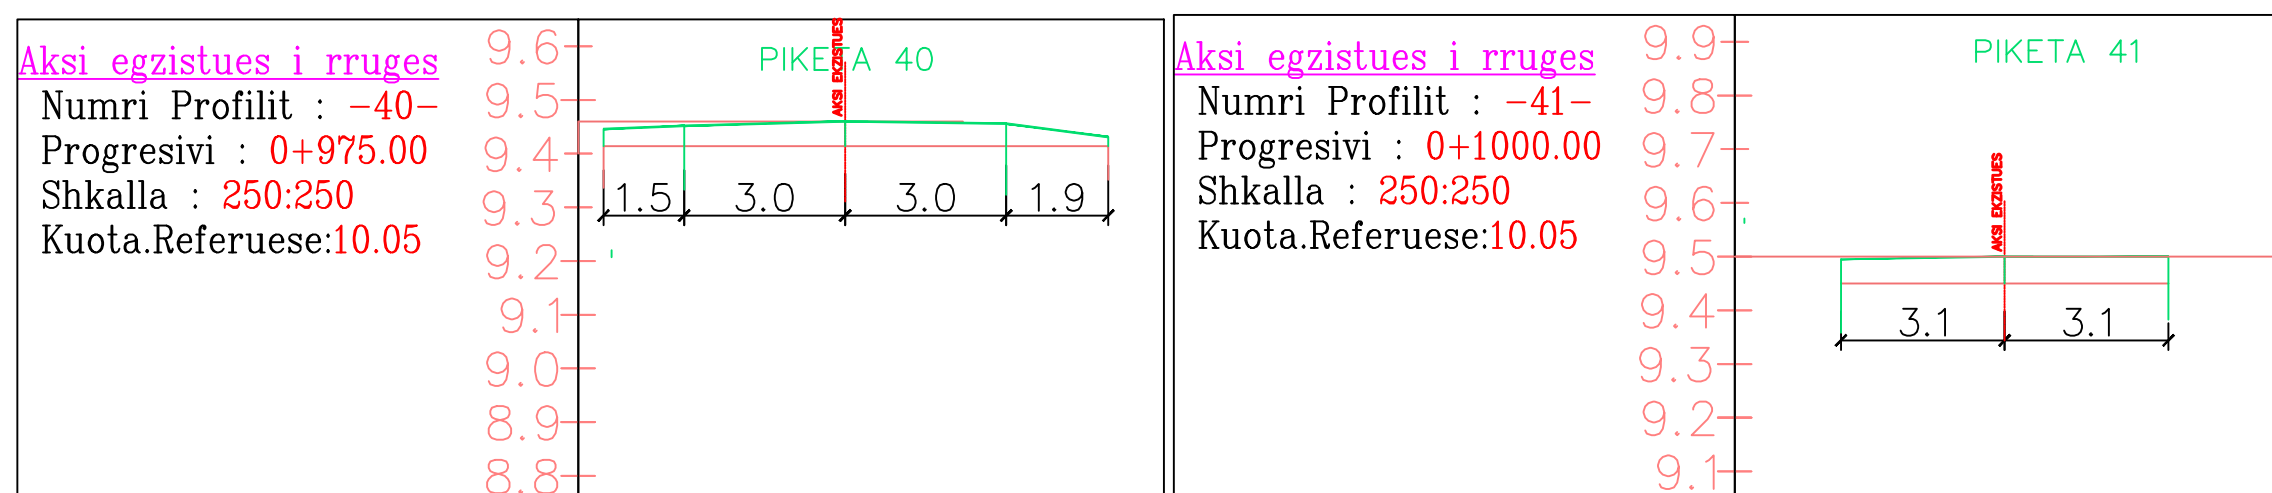 Aksi egzistues i rruges
Numri Profilit : -40-
Progresivi : 0+975.00
Shkalla : 250:250
Kuota.Referuese:10.05
9.6
9.5
9.4
9.3
9.2
9.1
9.0
8.9
8.8
PIKETA 40
AKSI EKZISTUES
1.5 3.0 3.0 1.9
Aksi egzistues i rruges
Numri Profilit : -41-
Progresivi : 0+1000.00
Shkalla : 250:250
Kuota.Referuese:10.05
9.9
9.8
9.7
9.6
9.5
9.4
9.3
9.2
9.1
PIKETA 41
AKSI EKZISTUES
3.1 3.1